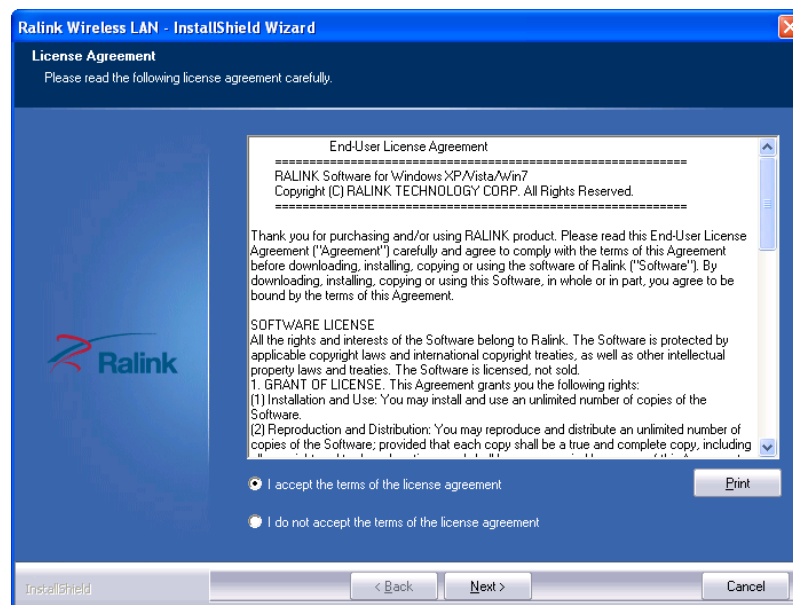 Ralink Wireless LAN - InstallShield Wizard
License Agreement
Please read the following license agreement carefully.
End-User License Agreement
===============================================================
RALINK Software for Windows XP/Vista/Win7
Copyright (C) RALINK TECHNOLOGY CORP. All Rights Reserved.
===============================================================
Thank you for purchasing and/or using RALINK product. Please read this End-User License
Agreement ("Agreement") carefully and agree to comply with the terms of this Agreement
before downloading, installing, copying or using the software of Ralink ("Software"). By
downloading, installing, copying or using this Software, in whole or in part, you agree to be
bound by the terms of this Agreement.
SOFTWARE LICENSE
All the rights and interests of the Software belong to Ralink. The Software is protected by
applicable copyright laws and international copyright treaties, as well as other intellectual
property laws and treaties. The Software is licensed, not sold.
1. GRANT OF LICENSE. This Agreement grants you the following rights:
(1) Installation and Use: You may install and use an unlimited number of copies of the
Software.
(2) Reproduction and Distribution: You may reproduce and distribute an unlimited number of
copies of the Software; provided that each copy shall be a true and complete copy, including
Ralink
I accept the terms of the license agreement
Print
I do not accept the terms of the license agreement
InstallShield
< Back
Next >
Cancel